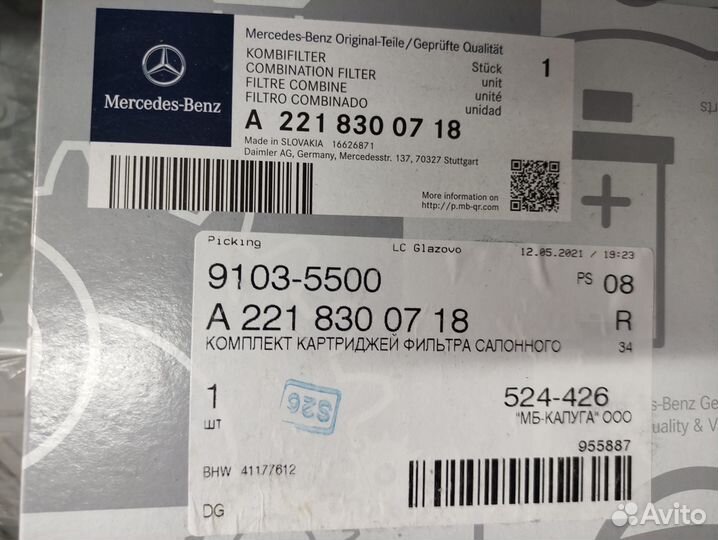 Mercedes-Benz Original-Teile/Geprüfte Qualität
KOMBIFILTER Stück 1
COMBINATION FILTER unit
FILTRE COMBINE unité
FILTRO COMBINADO unidad
Mercedes-Benz
A 221 830 07 18
Made in SLOVAKIA 16626871
Daimler AG, Germany, Mercedesstr. 137, 70327 Stuttgart
More information on
http://p.mb-qr.com
Picking LC Glazovo 12.05.2021 / 19:23
9103-5500 PS 08
A 221 830 07 18 R
КОМПЛЕКТ КАРТРИДЖЕЙ ФИЛЬТРА САЛОННОГО 34
1 524-426
шт "МБ-КАЛУГА" ООО
S26
955887
BHW 41177612
DG
s-Benz Ge
uality & V
Avito